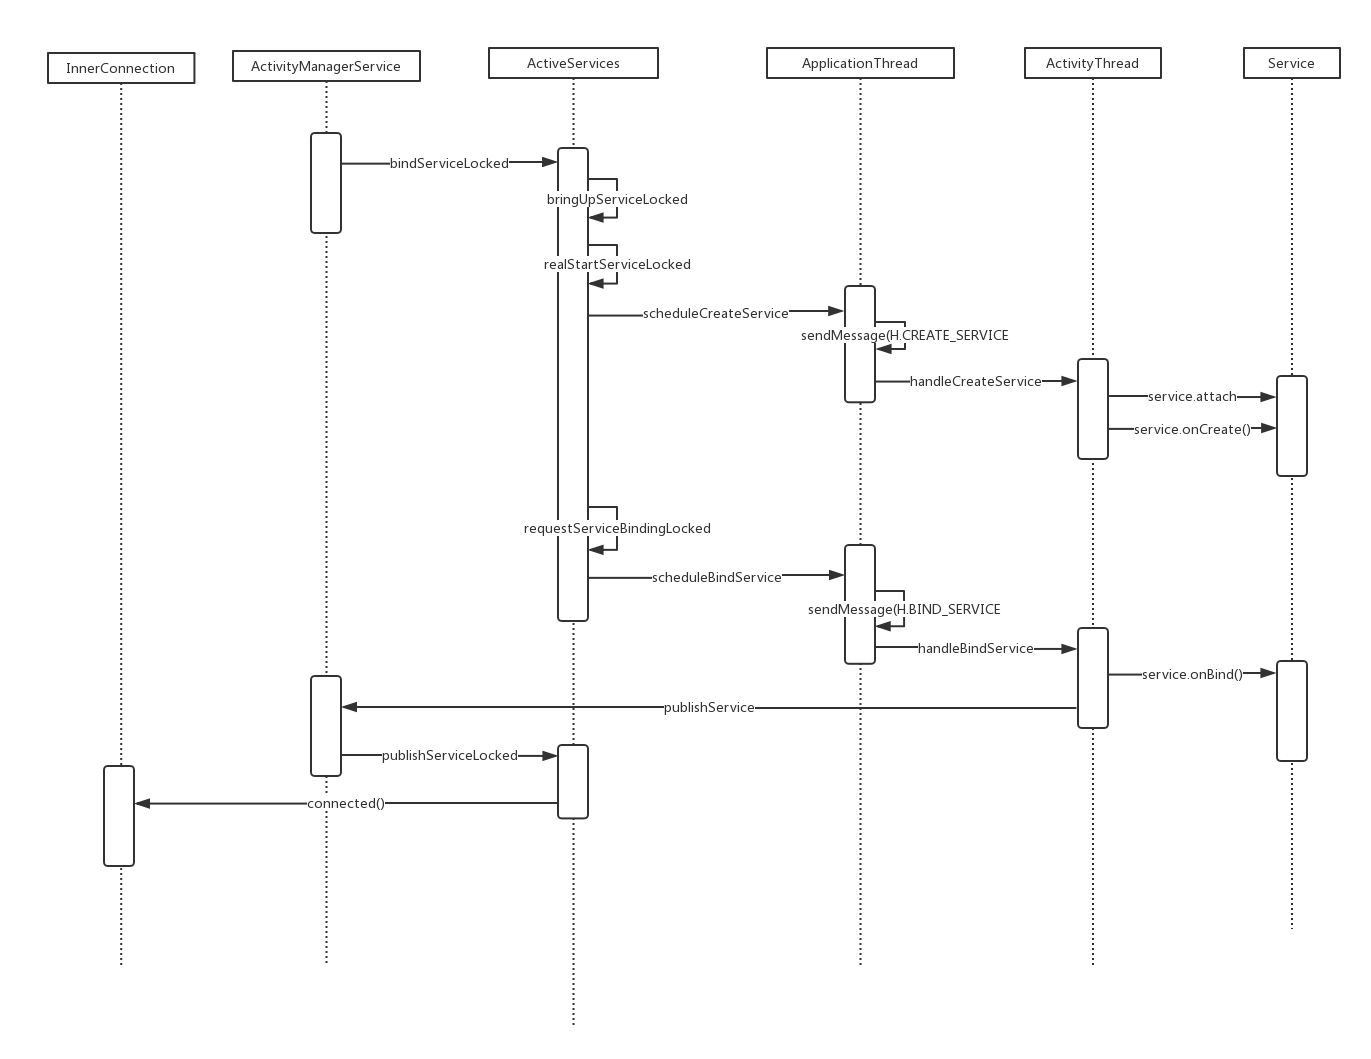 InnerConnection
ActivityManagerService
ActiveServices
ApplicationThread
ActivityThread
Service
bindServiceLocked
bringUpServiceLocked
realStartServiceLocked
scheduleCreateService
sendMessage(H.CREATE_SERVICE
handleCreateService
service.attach
service.onCreate()
requestServiceBindingLocked
scheduleBindService
sendMessage(H.BIND_SERVICE
handleBindService
service.onBind()
publishService
publishServiceLocked
connected()